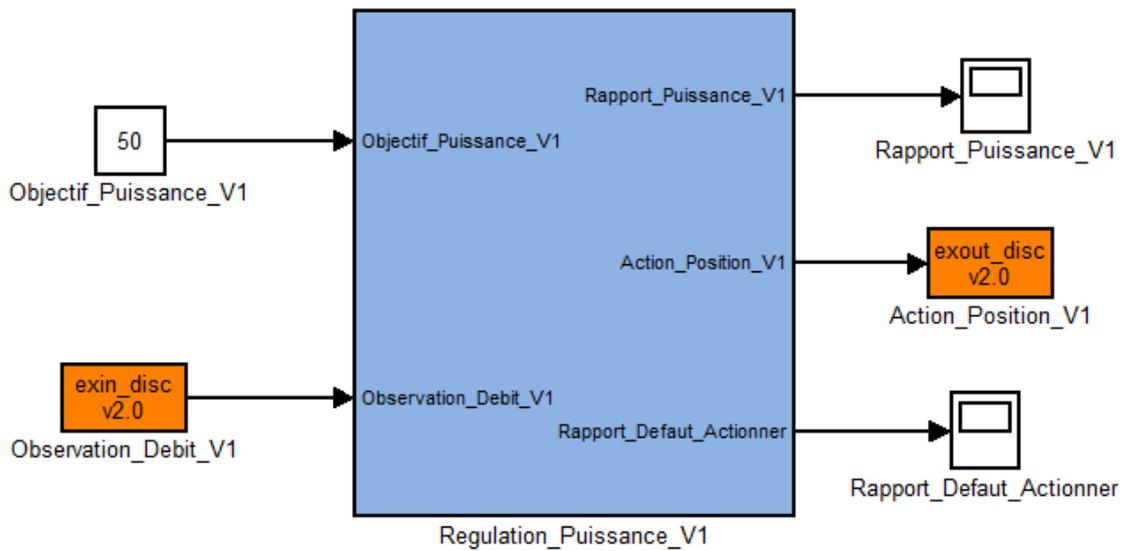 Rapport_Puissance_V1
Rapport_Puissance_V1
50
Objectif_Puissance_V1
Objectif_Puissance_V1
Action_Position_V1
exout_disc
v2.0
Action_Position_V1
exin_disc
v2.0
Observation_Debit_V1
Observation_Debit_V1
Rapport_Defaut_Actionner
Rapport_Defaut_Actionner
Regulation_Puissance_V1